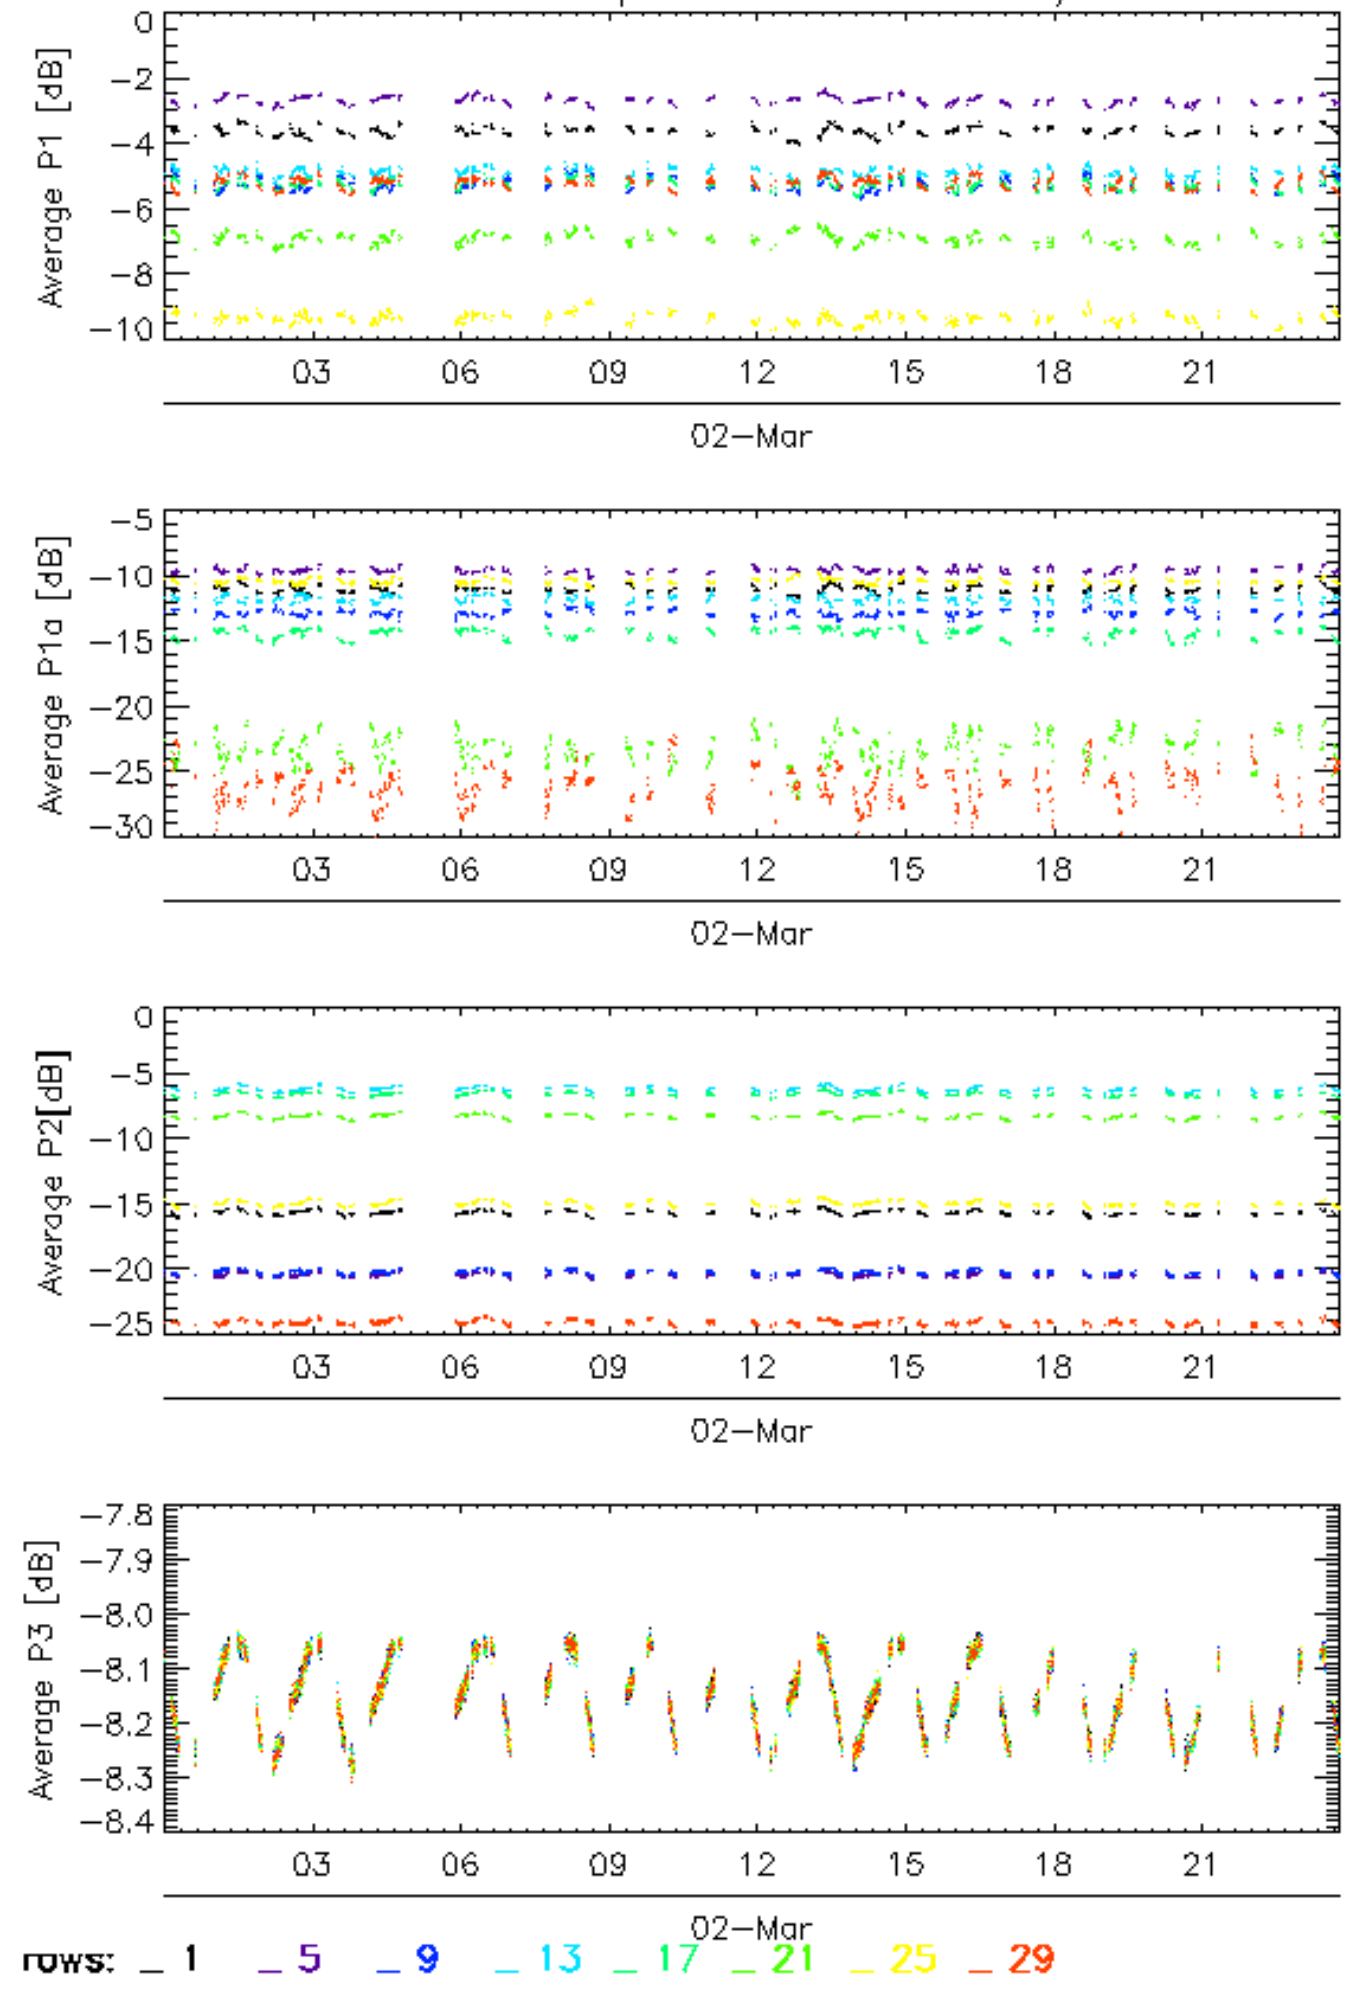 0
−2
−4
−6
−8
−10
Average P1 [dB]
03 06 09 12 15 18 21
02−Mar
−5
−10
−15
−20
−25
−30
Average P1a [dB]
03 06 09 12 15 18 21
02−Mar
0
−5
−10
−15
−20
−25
Average P2[dB]
03 06 09 12 15 18 21
02−Mar
−7.8
−7.9
−8.0
−8.1
−8.2
−8.3
−8.4
Average P3 [dB]
03 06 09 12 15 18 21
02−Mar
rows: _ 1 _ 5 _ 9 _ 13 _ 17 _ 21 _ 25 _ 29